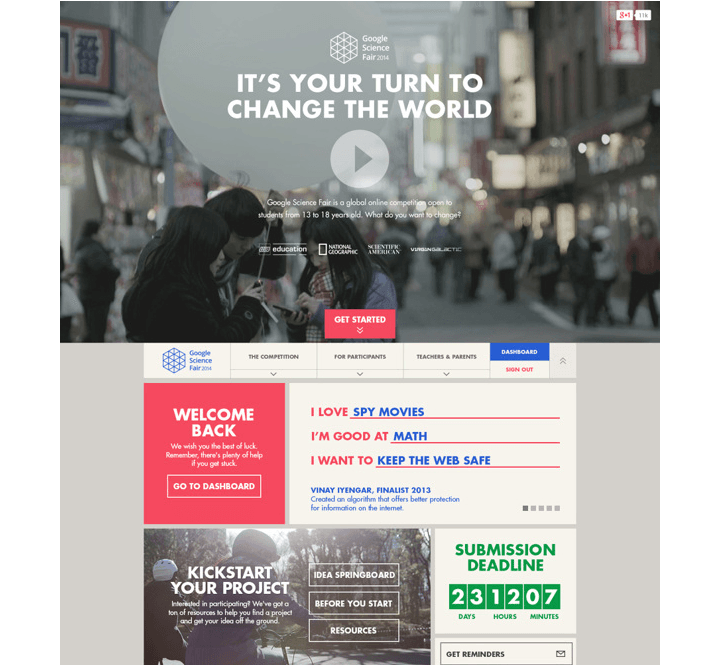 g+1 11k
Google
Science
Fair 2014
IT'S YOUR TURN TO
CHANGE THE WORLD
Google Science Fair is a global online competition open to
students from 13 to 18 years old. What do you want to change?
education
NATIONAL
GEOGRAPHIC
SCIENTIFIC
AMERICAN
VIRGIN GALACTIC
GET STARTED
Google
Science
Fair 2014
THE COMPETITION
FOR PARTICIPANTS
TEACHERS & PARENTS
DASHBOARD
SIGN OUT
WELCOME
BACK
We wish you the best of luck.
Remember, there's plenty of help
if you get stuck.
GO TO DASHBOARD
I LOVE SPY MOVIES
I'M GOOD AT MATH
I WANT TO KEEP THE WEB SAFE
VINAY IYENGAR, FINALIST 2013
Created an algorithm that offers better protection
for information on the internet.
KICKSTART
YOUR PROJECT
Interested in participating? We've got a
ton of resources to help you find a project
and get your idea off the ground.
IDEA SPRINGBOARD
BEFORE YOU START
RESOURCES
SUBMISSION
DEADLINE
231207
DAYS HOURS MINUTES
GET REMINDERS